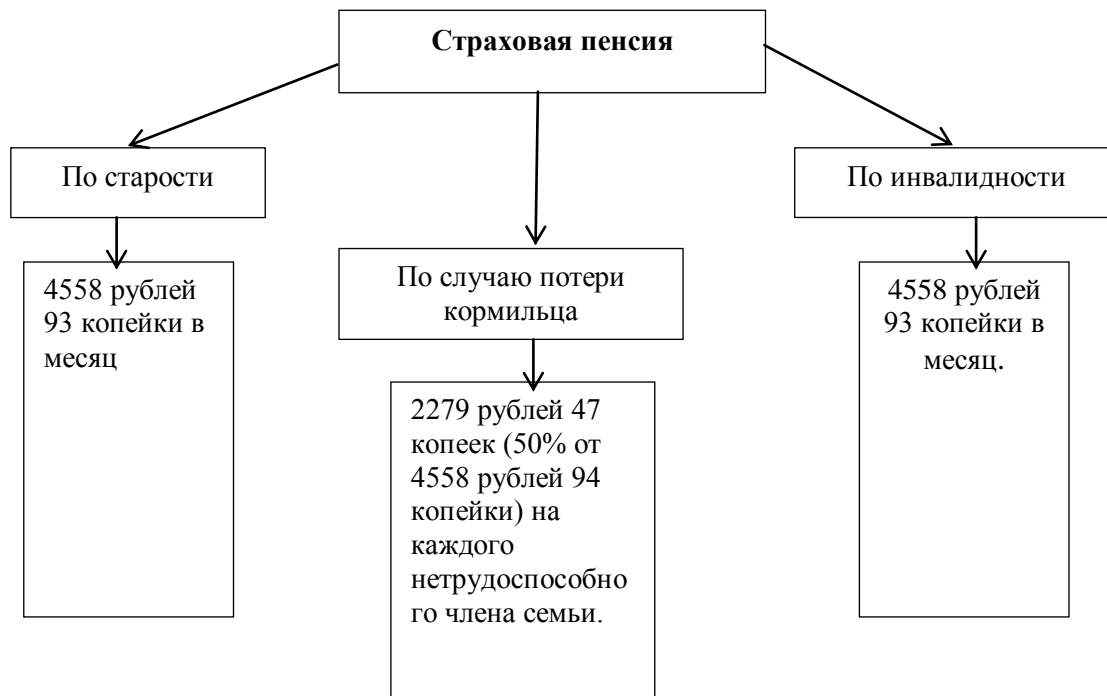 Страховая пенсия
По старости
По инвалидности
4558 рублей
93 копейки в
месяц
По случаю потери
кормильца
4558 рублей
93 копейки в
месяц.
2279 рублей 47
копеек (50% от
4558 рублей 94
копейки) на
каждого
нетрудоспособно
го члена семьи.